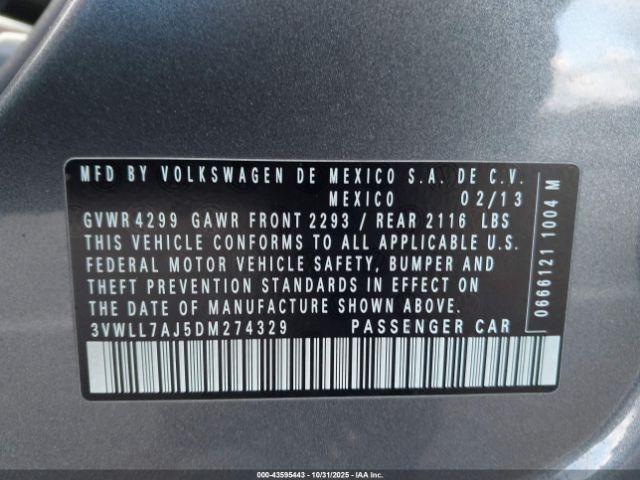 MFD BY VOLKSWAGEN DE MEXICO S.A. DE C.V.
MEXICO 02/13
GVWR 4299 GAWR FRONT 2293 / REAR 2116 LBS
THIS VEHICLE CONFORMS TO ALL APPLICABLE U.S.
FEDERAL MOTOR VEHICLE SAFETY, BUMPER AND
THEFT PREVENTION STANDARDS IN EFFECT ON
THE DATE OF MANUFACTURE SHOWN ABOVE.
3VWLL7AJ5DM274329 PASSENGER CAR
0666121 1004 M
000-43595443 - 10/31/2025 - IAAI, Inc.